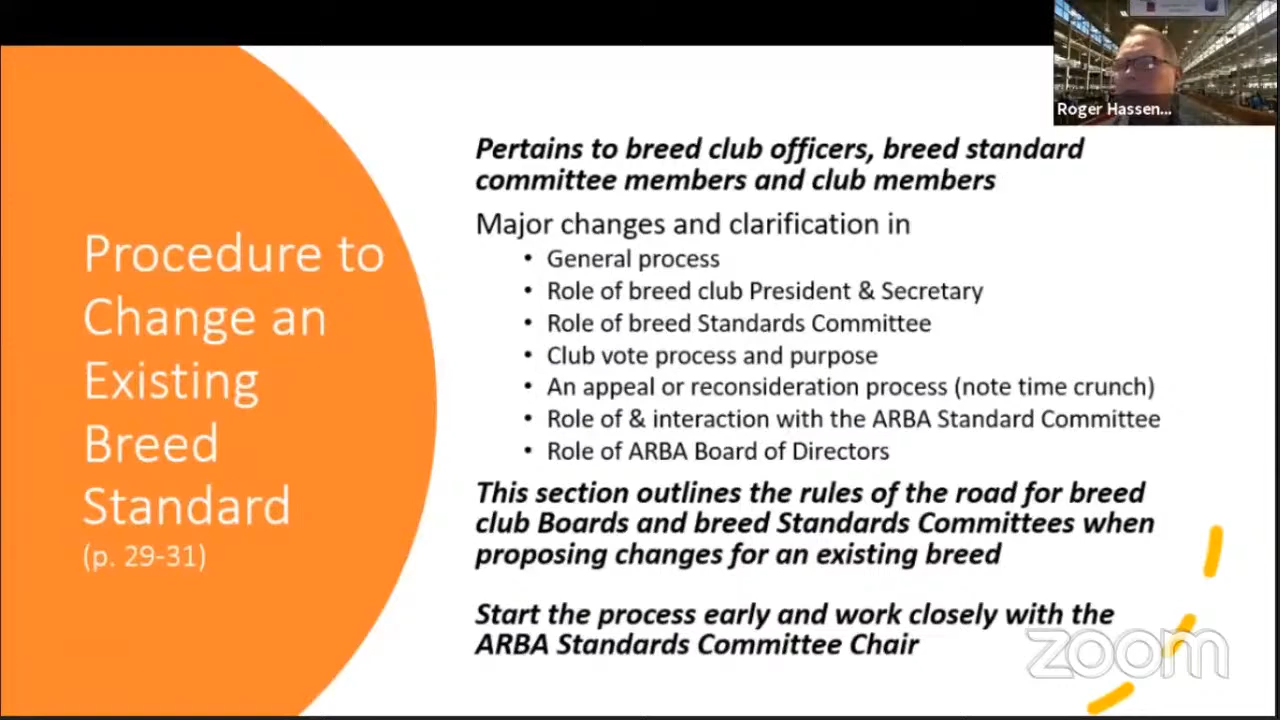 Roger Hassen...
Procedure to
Change an
Existing
Breed
Standard
(p. 29-31)
Pertains to breed club officers, breed standard
committee members and club members
Major changes and clarification in
• General process
• Role of breed club President & Secretary
• Role of breed Standards Committee
• Club vote process and purpose
• An appeal or reconsideration process (note time crunch)
• Role of & interaction with the ARBA Standard Committee
• Role of ARBA Board of Directors
This section outlines the rules of the road for breed
club Boards and breed Standards Committees when
proposing changes for an existing breed
Start the process early and work closely with the
ARBA Standards Committee Chair
zoom